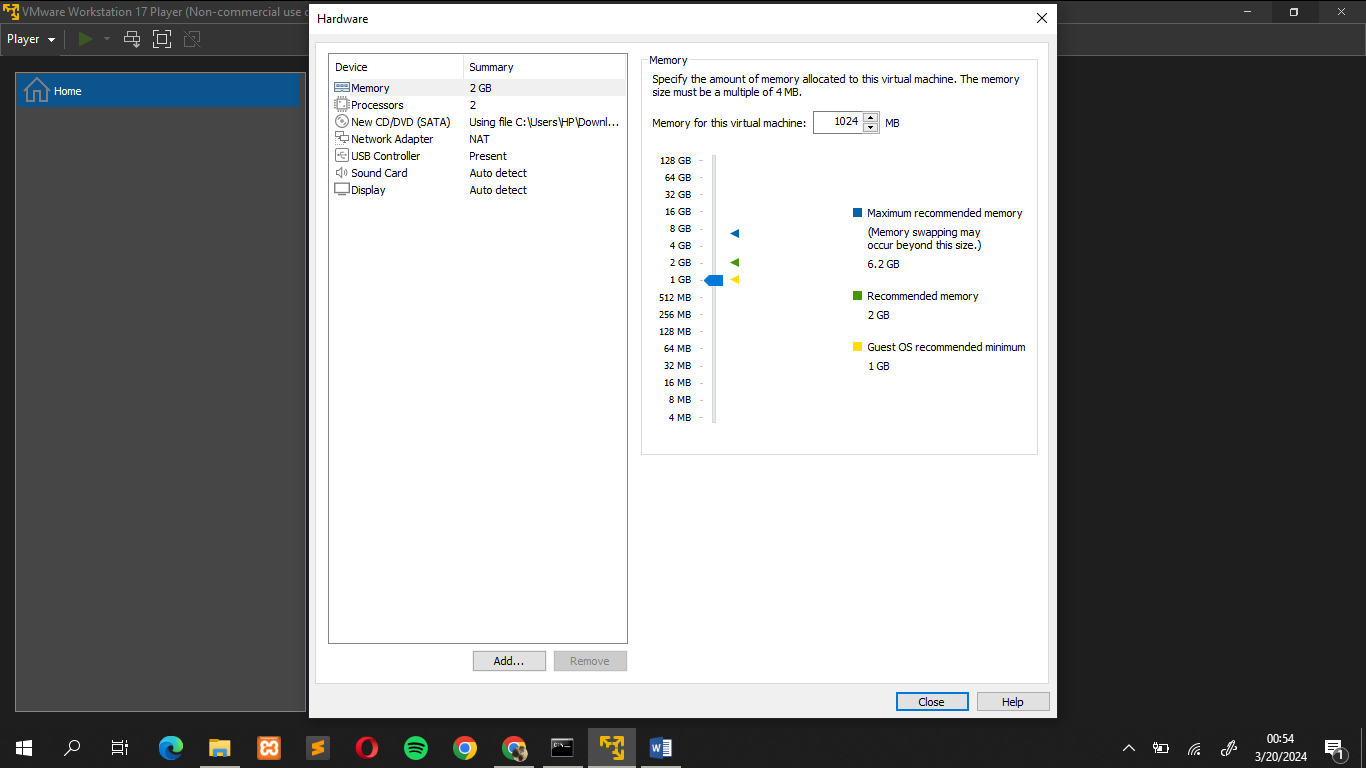 VMware Workstation 17 Player (Non-commercial use
Hardware
Player
Home
Device Summary
Memory 2 GB
Processors 2
New CD/DVD (SATA) Using file C:\Users\HP\Downl...
Network Adapter NAT
USB Controller Present
Sound Card Auto detect
Display Auto detect
Add... Remove
Memory
Specify the amount of memory allocated to this virtual machine. The memory
size must be a multiple of 4 MB.
Memory for this virtual machine: 1024 MB
128 GB
64 GB
32 GB
16 GB
8 GB
4 GB
2 GB
1 GB
512 MB
256 MB
128 MB
64 MB
32 MB
16 MB
8 MB
4 MB
Maximum recommended memory
(Memory swapping may
occur beyond this size.)
6.2 GB
Recommended memory
2 GB
Guest OS recommended minimum
1 GB
Close Help
00:54
3/20/2024
1